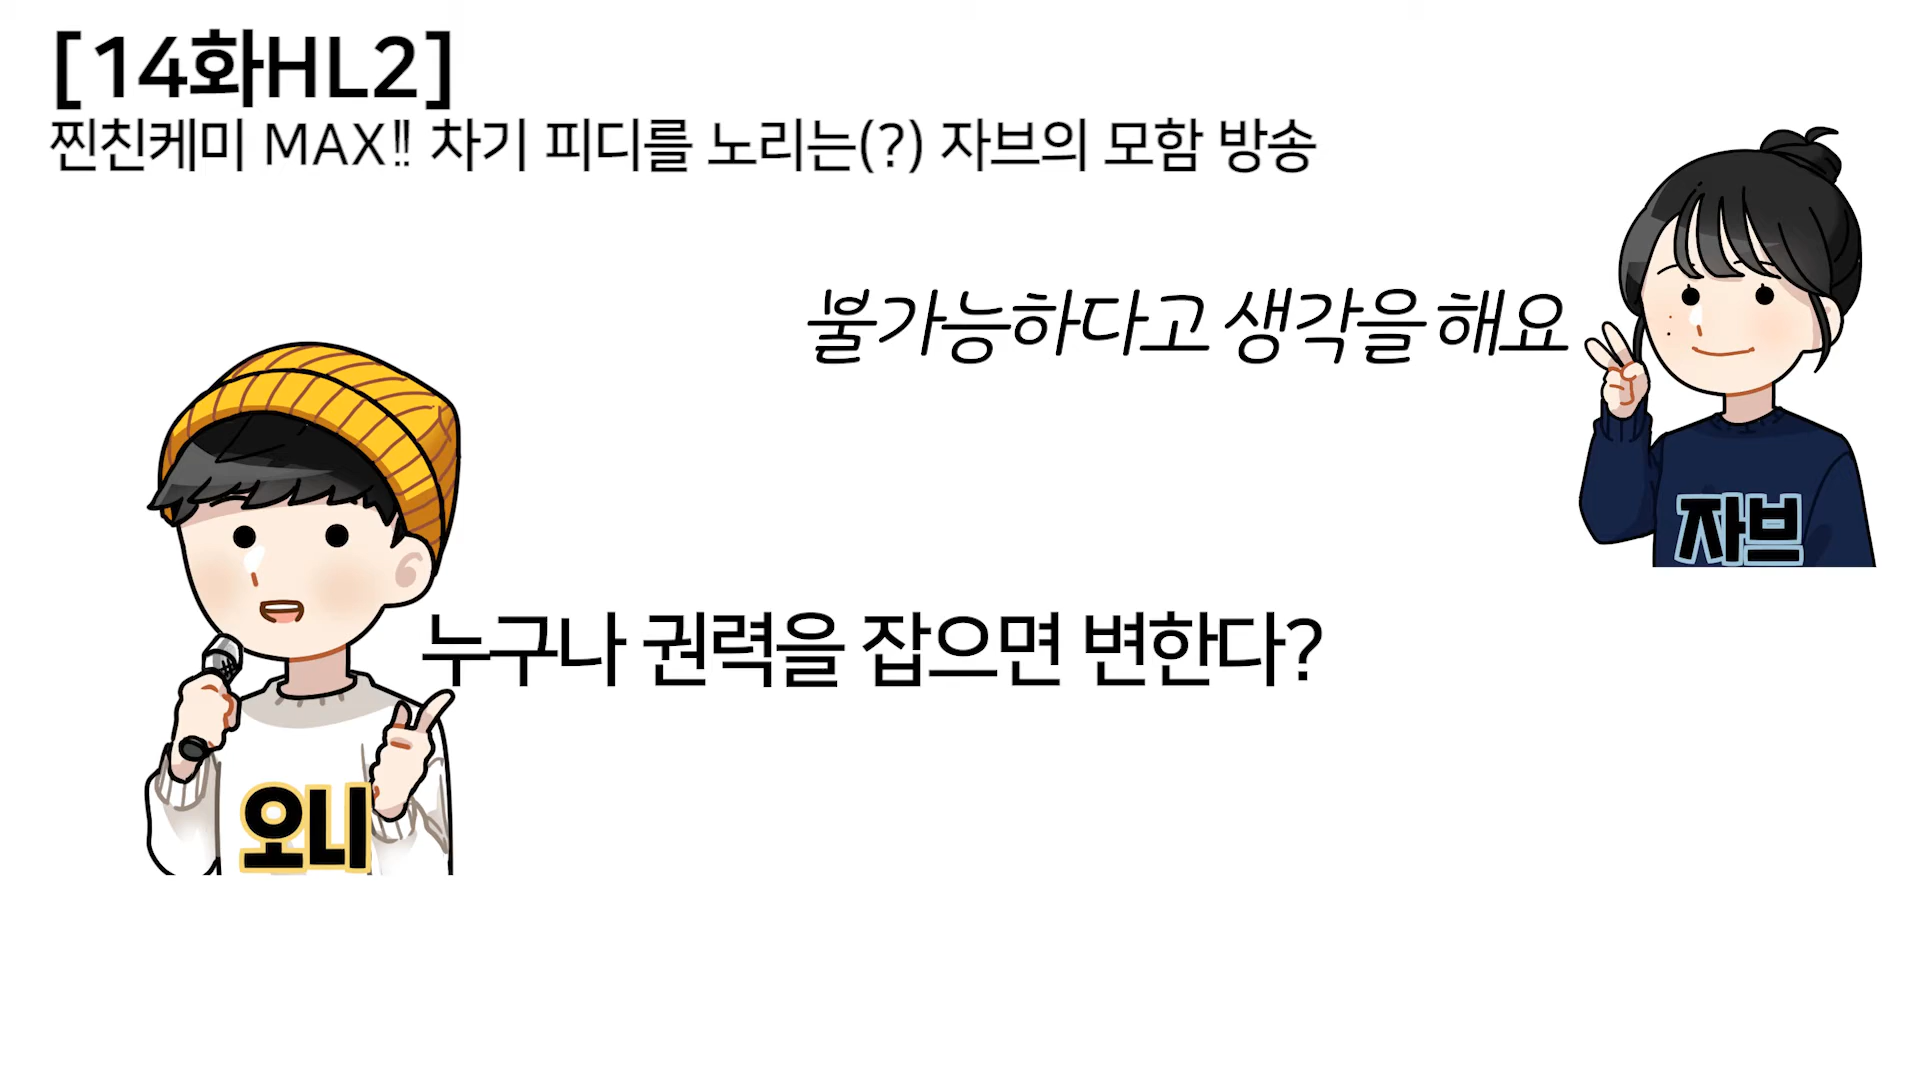 [14화HL2]
찐친케미 MAX!! 차기 피디를 노리는(?) 자브의 모함 방송
불가능하다고 생각을 해요
자브
누구나 권력을 잡으면 변한다?
오니